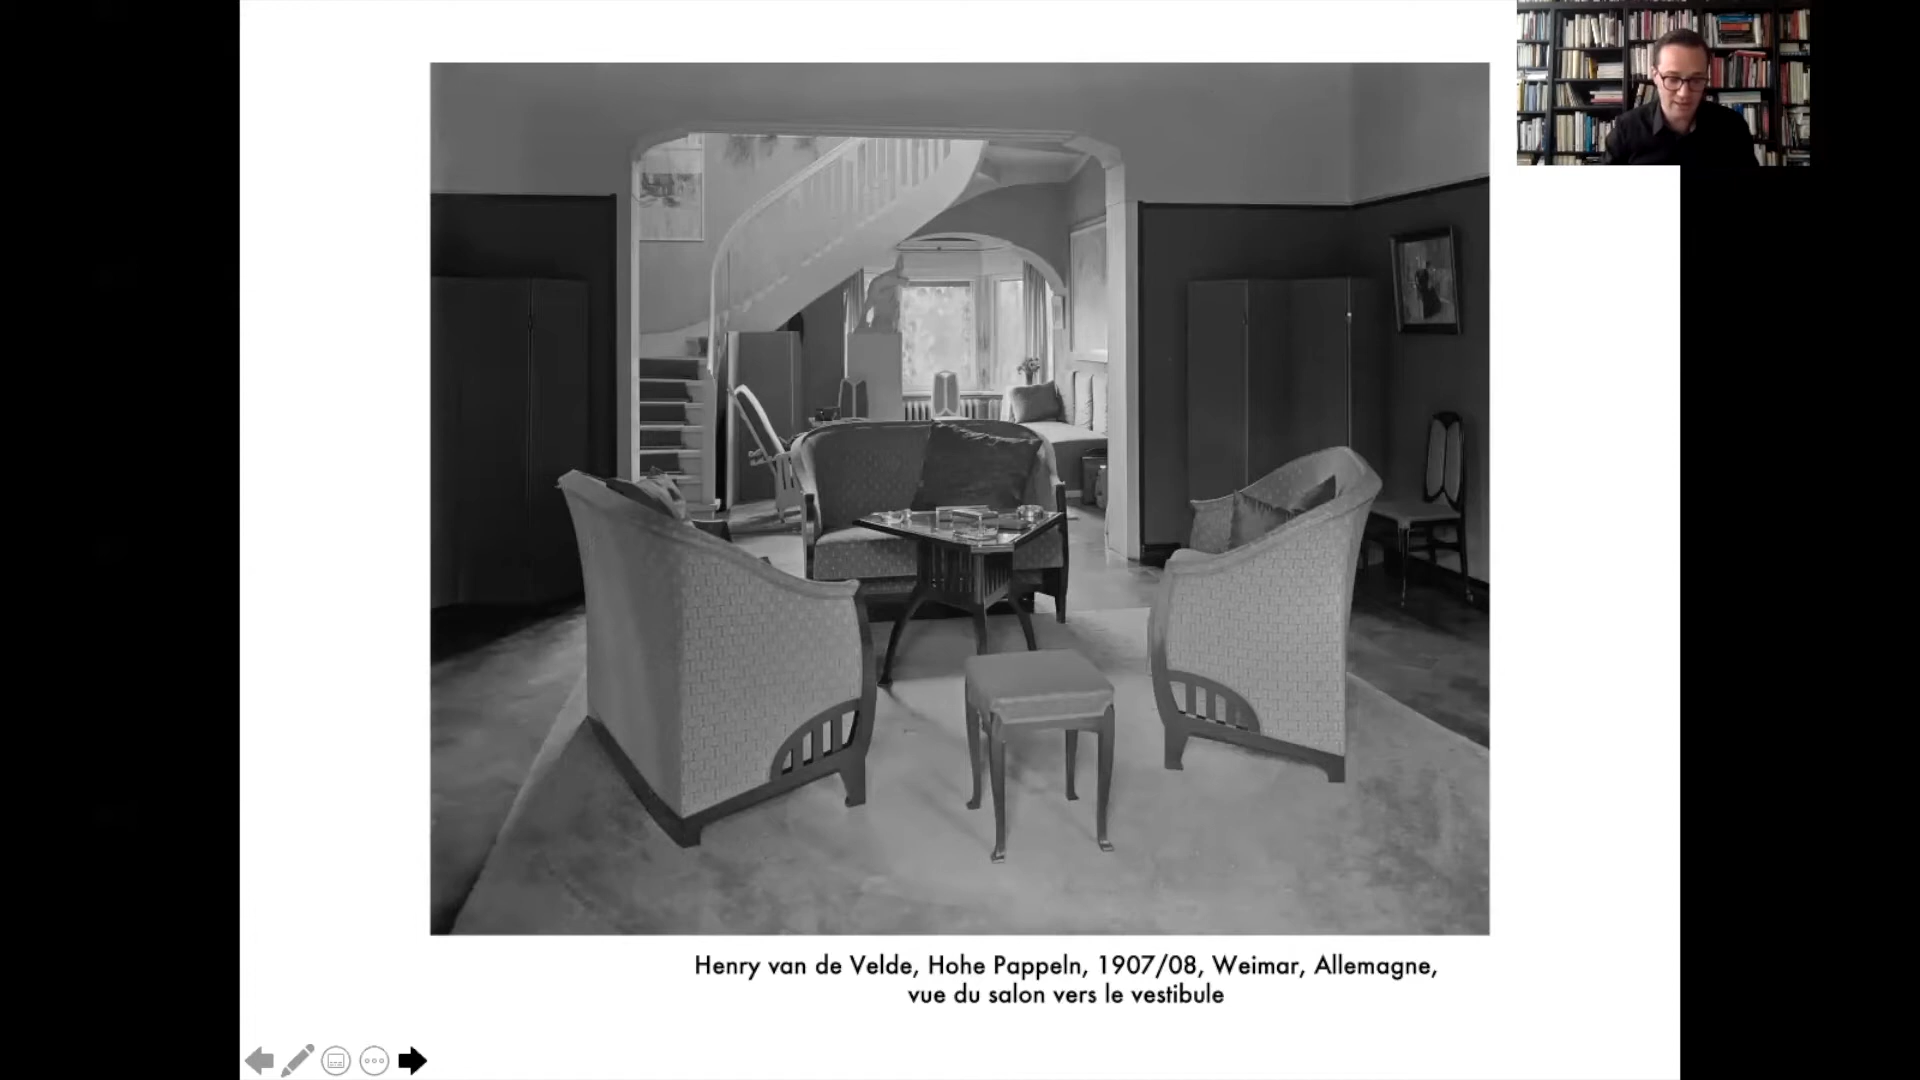 Henry van de Velde, Hohe Pappeln, 1907/08, Weimar, Allemagne,
vue du salon vers le vestibule